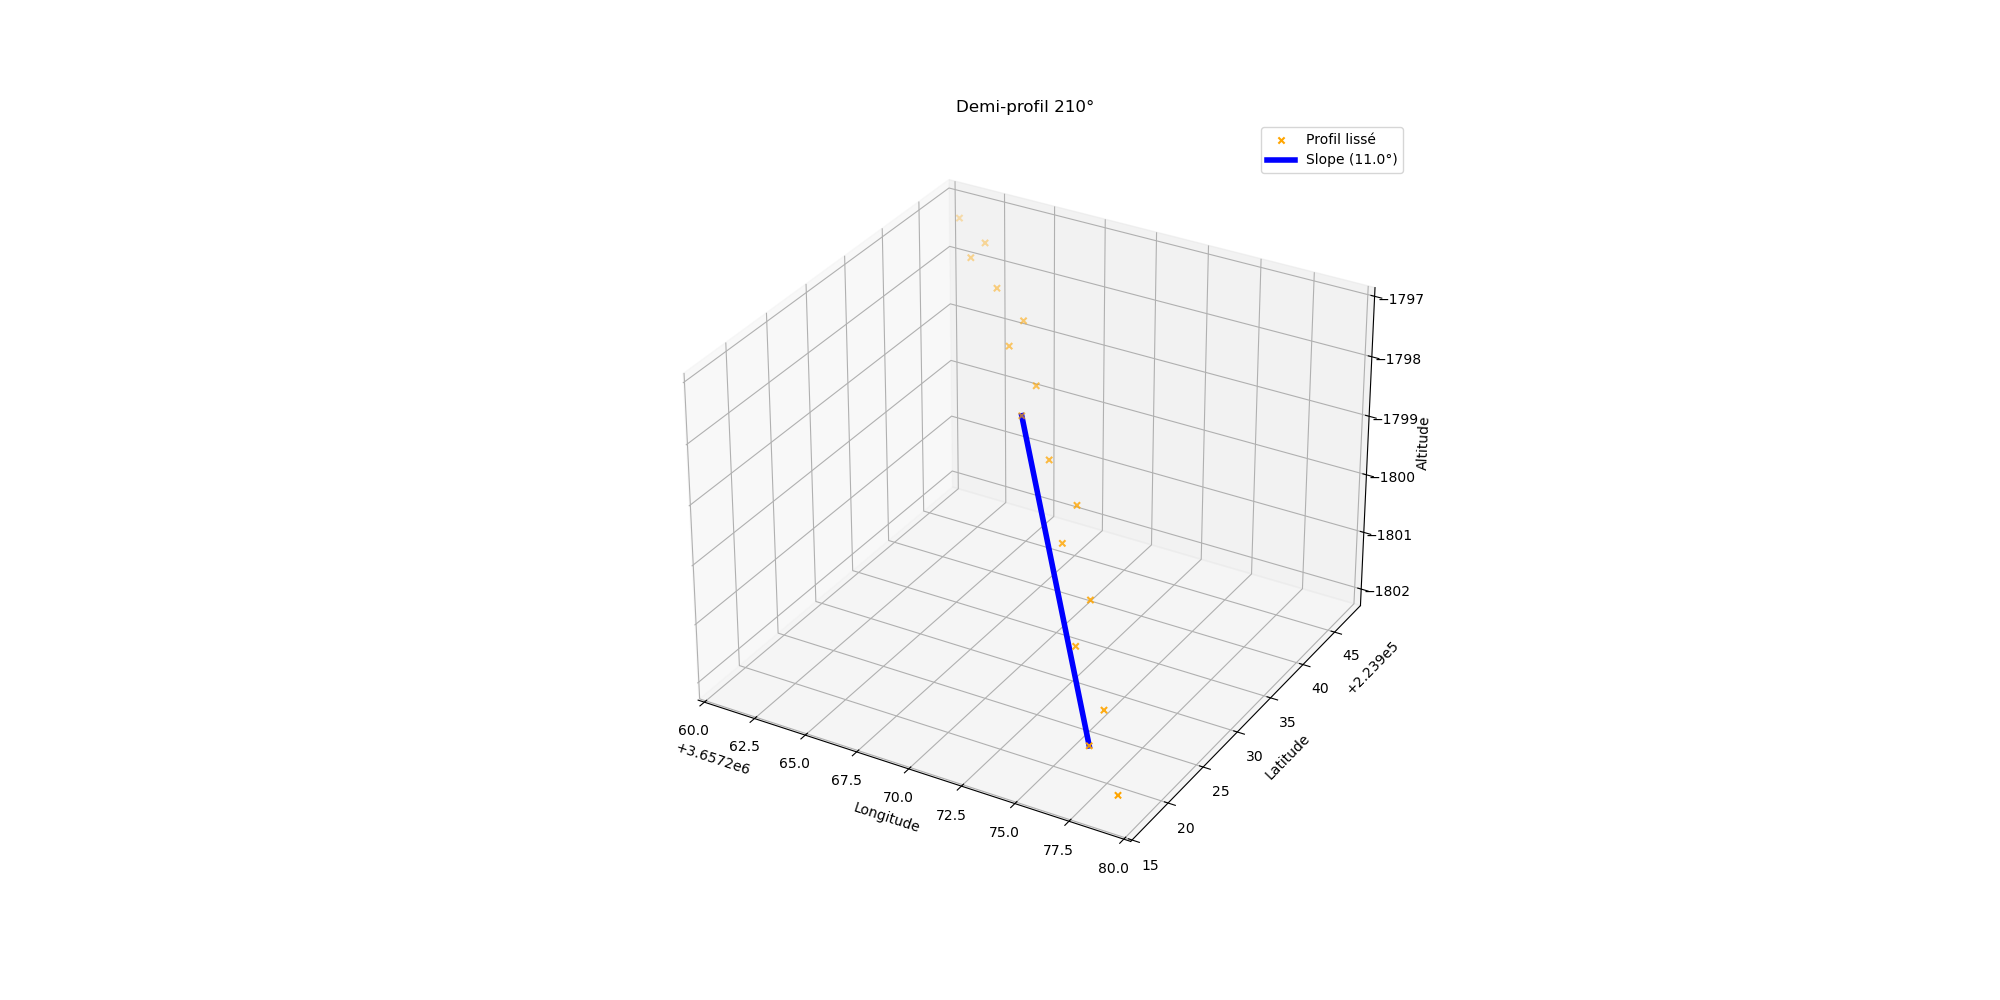 Demi-profil 210°
Profil lissé
Slope (11.0°)
−1797
−1798
−1799
−1800
−1801
−1802
Altitude
60.0
62.5
65.0
67.5
70.0
72.5
75.0
77.5
80.0
+3.6572e6
Longitude
15
20
25
30
35
40
45
+2.239e5
Latitude